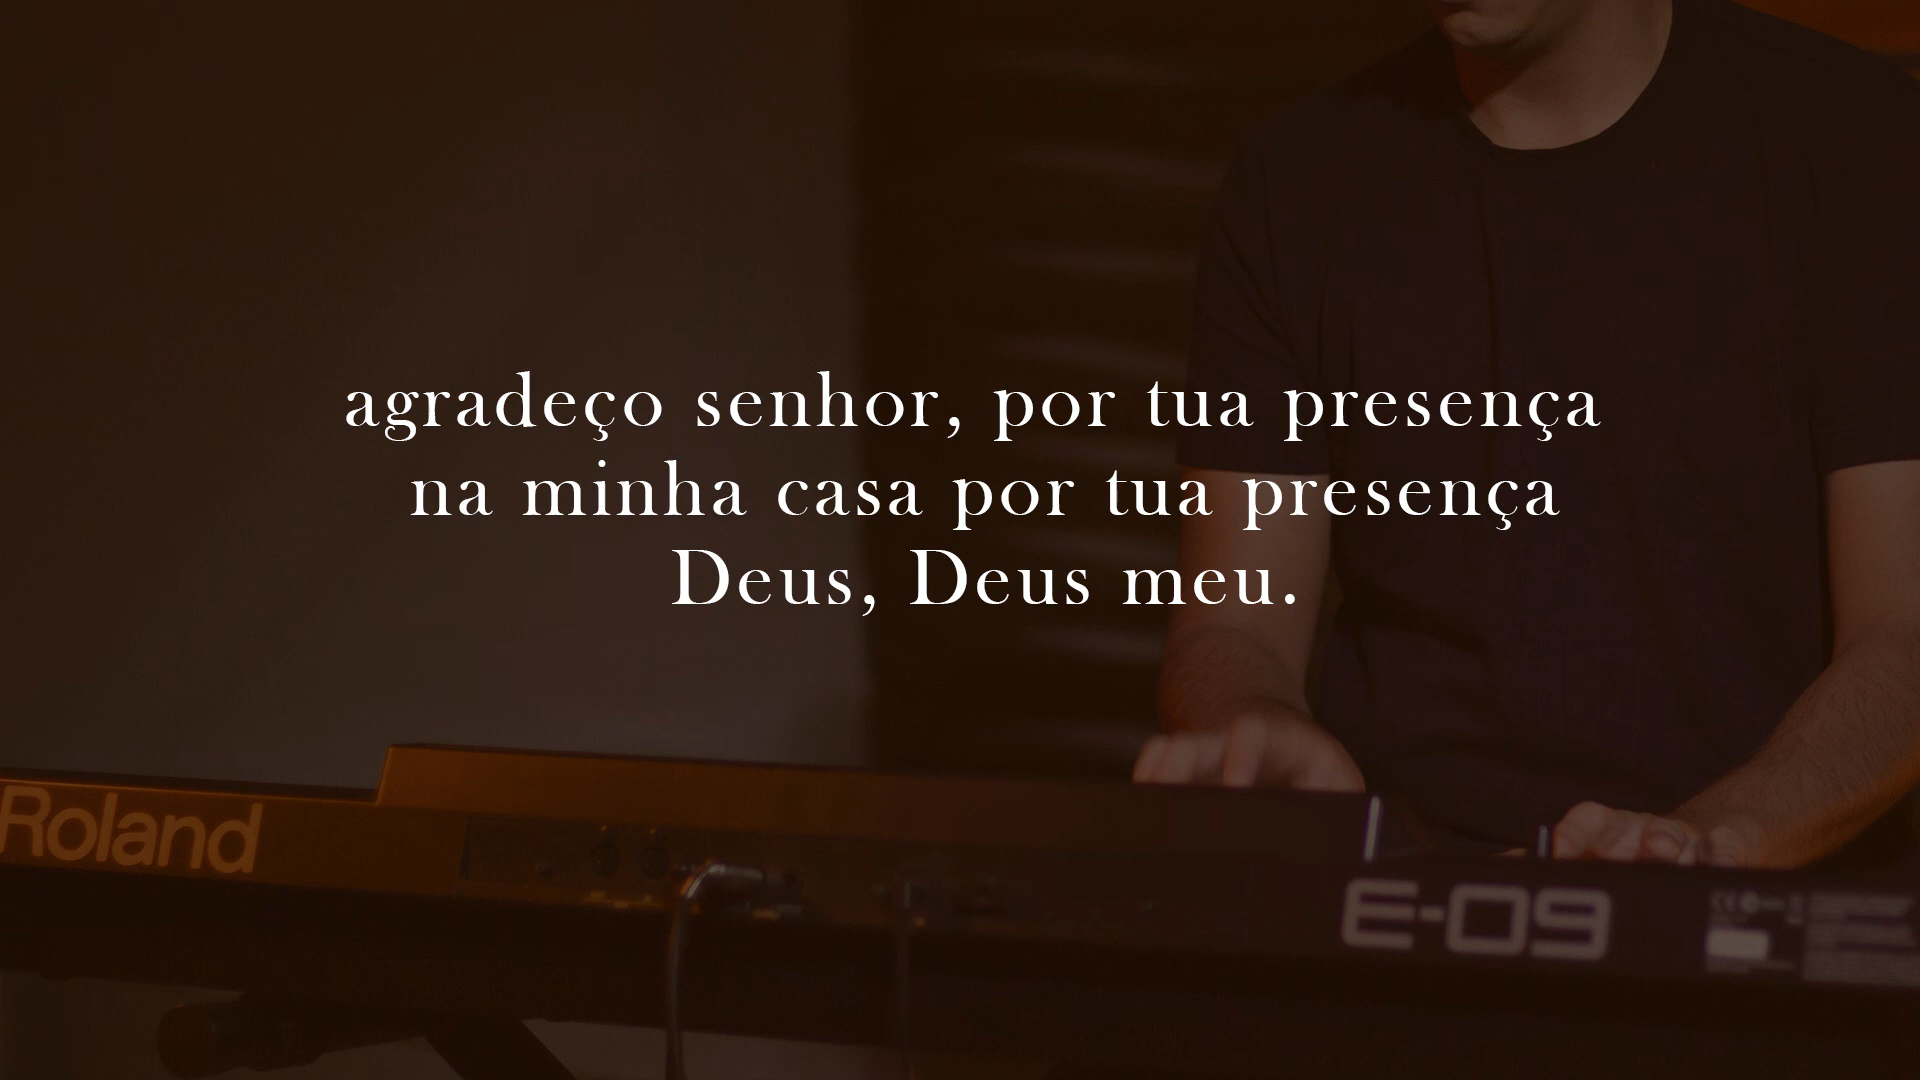 agradeço senhor, por tua presença
na minha casa por tua presença
Deus, Deus meu.
Roland
E-09